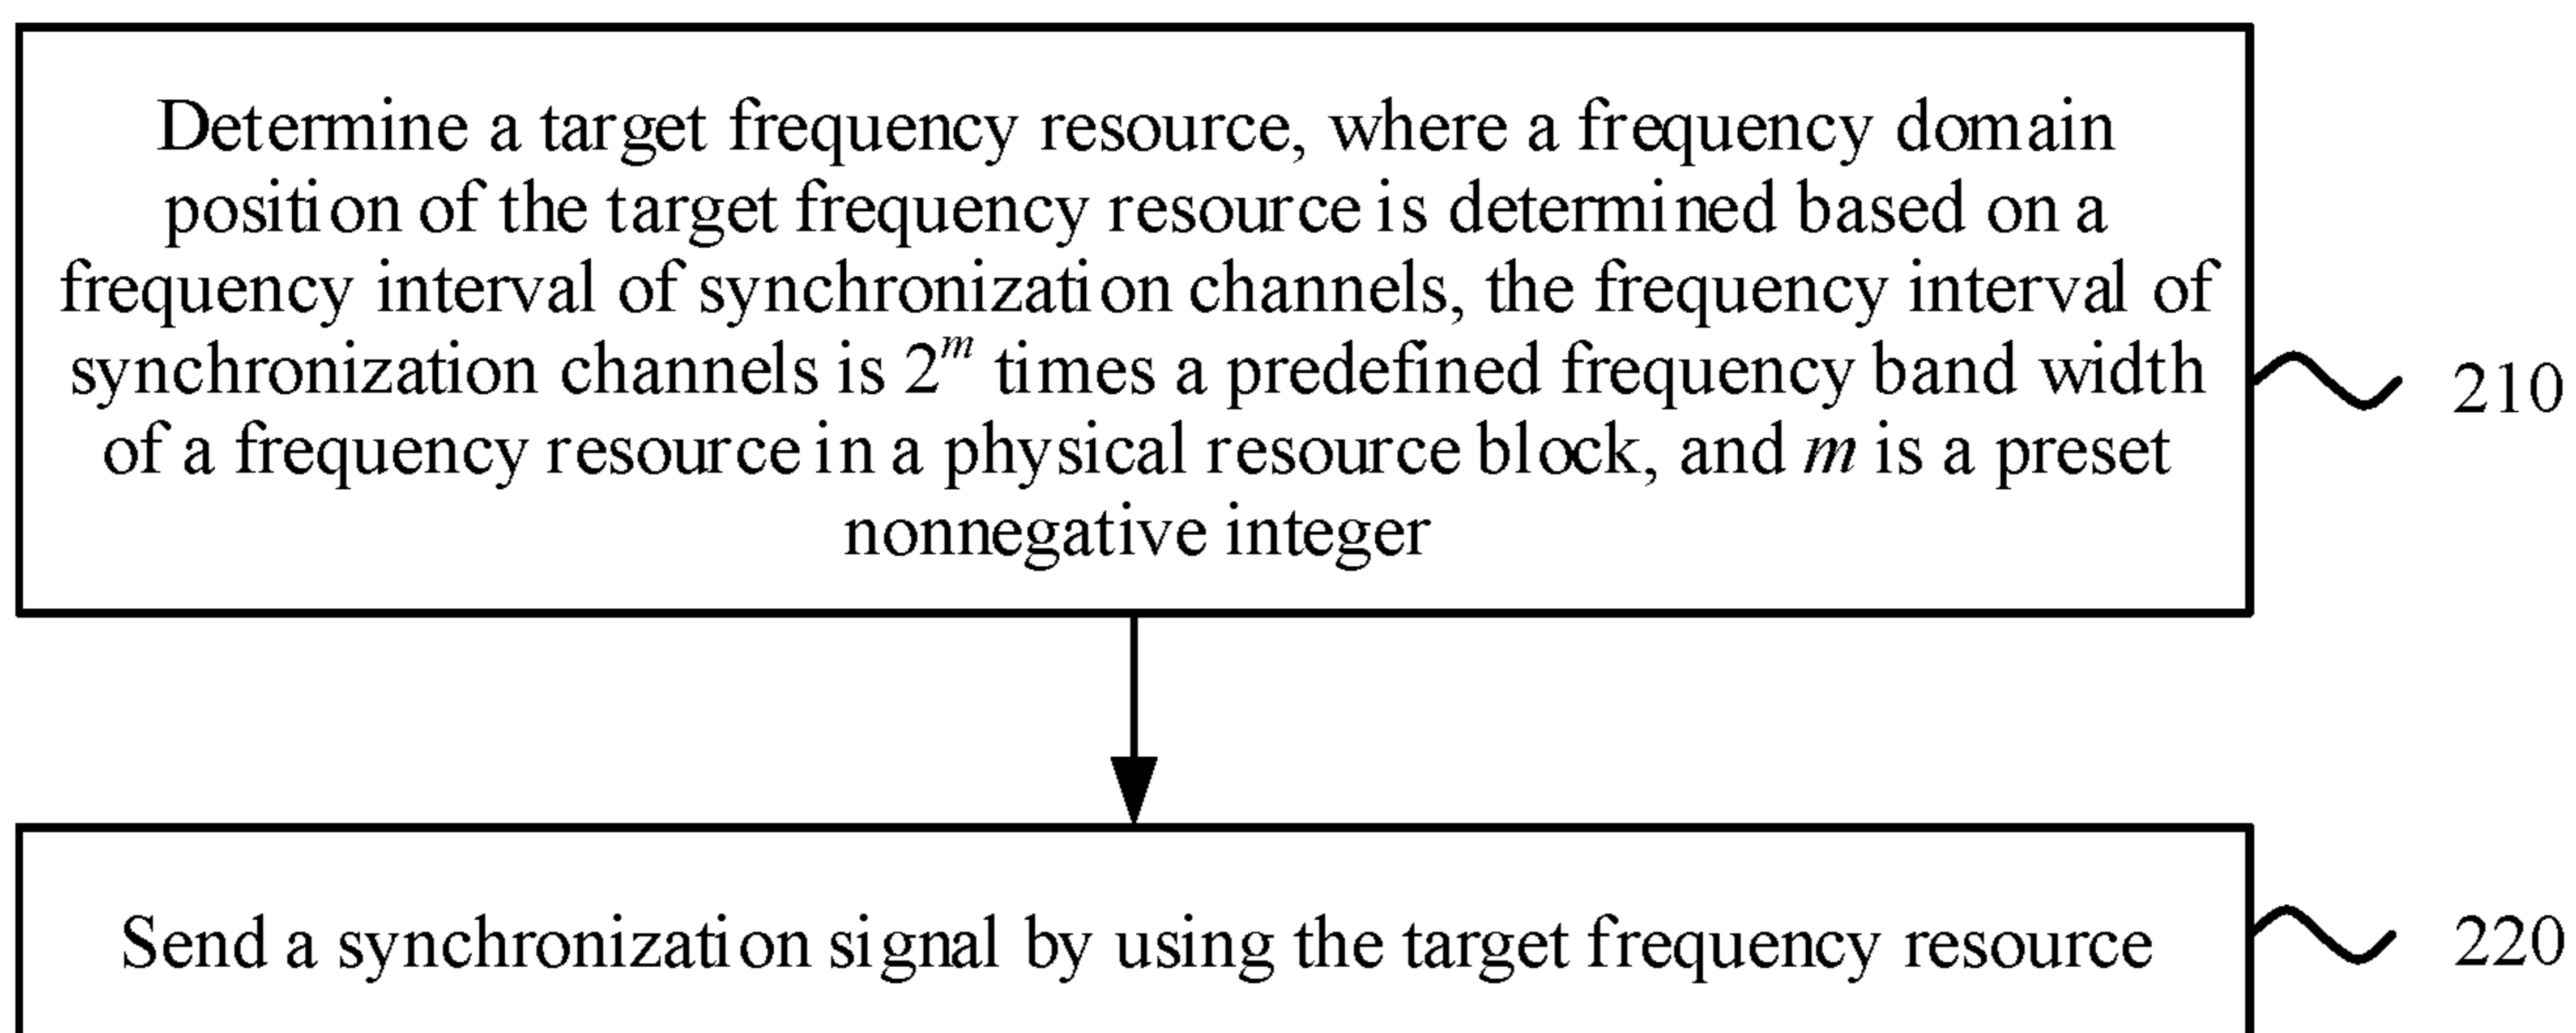 Determine a target frequency resource, where a frequency domain
position of the target frequency resource is determined based on a
frequency interval of synchronization channels, the frequency interval of
synchronization channels is 2^m times a predefined frequency band width
of a frequency resource in a physical resource block, and m is a preset
nonnegative integer
210
Send a synchronization signal by using the target frequency resource
220